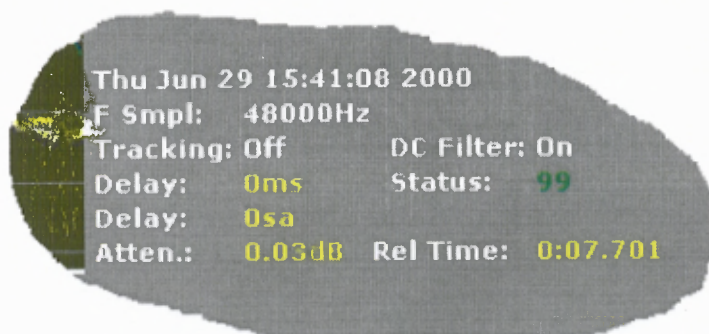 Thu Jun 29 15:41:08 2000
F Smpl: 48000Hz
Tracking: Off DC Filter: On
Delay: 0ms Status: 99
Delay: 0sa
Atten.: 0.03dB Rel Time: 0:07.701